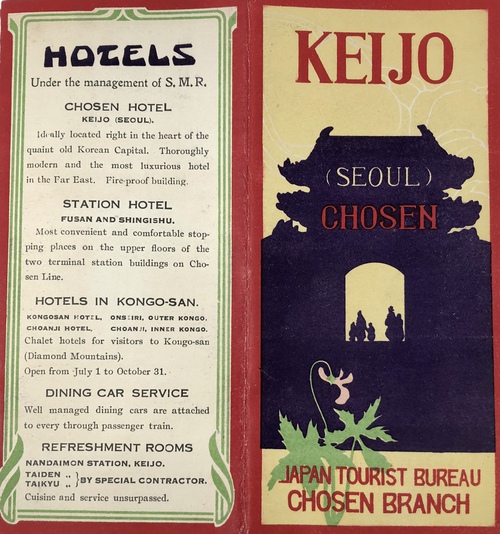 HOTELS
Under the management of S. M. R.
CHOSEN HOTEL
KEIJO (SEOUL).
Ideally located right in the heart of the
quaint old Korean Capital. Thoroughly
modern and the most luxurious hotel
in the Far East. Fire-proof building.
STATION HOTEL
FUSAN AND SHINGISHU.
Most convenient and comfortable stop-
ping places on the upper floors of the
two terminal station buildings on Cho-
sen Line.
HOTELS IN KONGO-SAN.
KONGOSAN HOTEL, ONSEIRI, OUTER KONGO.
CHOANJI HOTEL, CHOANJI, INNER KONGO.
Chalet hotels for visitors to Kongo-san
(Diamond Mountains).
Open from July 1 to October 31.
DINING CAR SERVICE
Well managed dining cars are attached
to every through passenger train.
REFRESHMENT ROOMS
NANDAIMON STATION, KEIJO.
TAIDEN „
TAIKYU „ } BY SPECIAL CONTRACTOR.
Cuisine and service unsurpassed.
KEIJO
(SEOUL)
CHOSEN
JAPAN TOURIST BUREAU
CHOSEN BRANCH